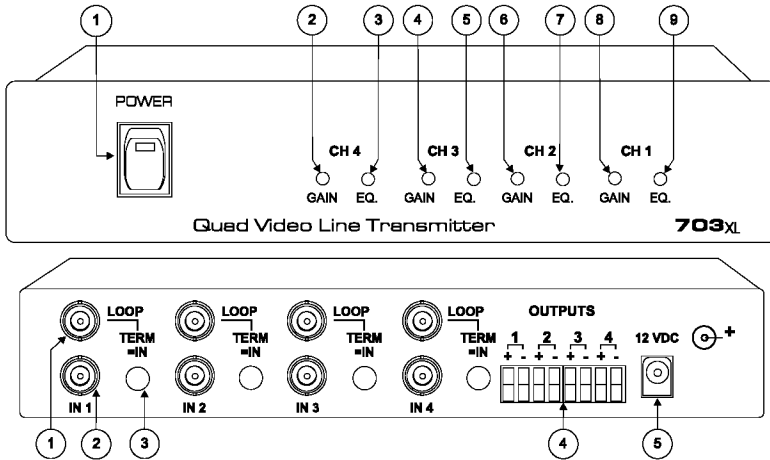 1 2 3 4 5 6 7 8 9
POWER
CH 4 CH 3 CH 2 CH 1
GAIN EQ. GAIN EQ. GAIN EQ. GAIN EQ.
Quad Video Line Transmitter 703XL
LOOP LOOP LOOP LOOP OUTPUTS
TERM =IN TERM =IN TERM =IN TERM =IN
1 2 3 4 12 VDC +
+ - + - + - + -
IN 1 IN 2 IN 3 IN 4
1 2 3 4 5